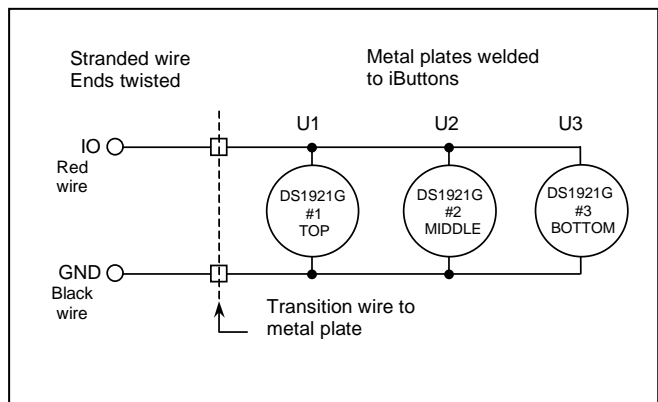 Stranded wire
Ends twisted
Metal plates welded
to iButtons
U1
U2
U3
IO
Red
wire
DS1921G
#1
TOP
DS1921G
#2
MIDDLE
DS1921G
#3
BOTTOM
GND
Black
wire
Transition wire to
metal plate